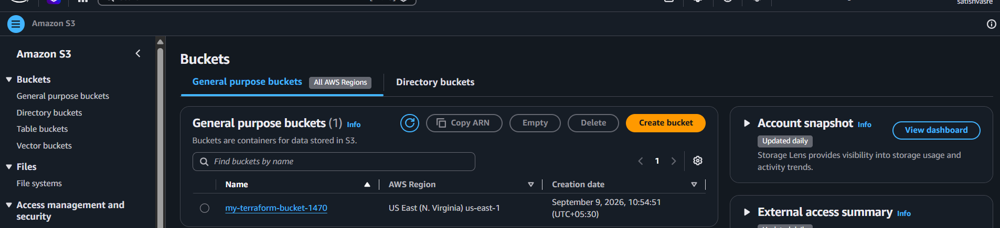 satishvasre
Amazon S3
Amazon S3
Buckets
General purpose buckets
Directory buckets
Table buckets
Vector buckets
Files
File systems
Access management and
security
Buckets
General purpose buckets All AWS Regions Directory buckets
General purpose buckets (1) Info
Copy ARN Empty Delete Create bucket
Buckets are containers for data stored in S3.
Find buckets by name
1
Name AWS Region Creation date
my-terraform-bucket-1470 US East (N. Virginia) us-east-1 September 9, 2026, 10:54:51
(UTC+05:30)
Account snapshot Info
View dashboard
Updated daily
Storage Lens provides visibility into storage usage and
activity trends.
External access summary Info
Updated daily